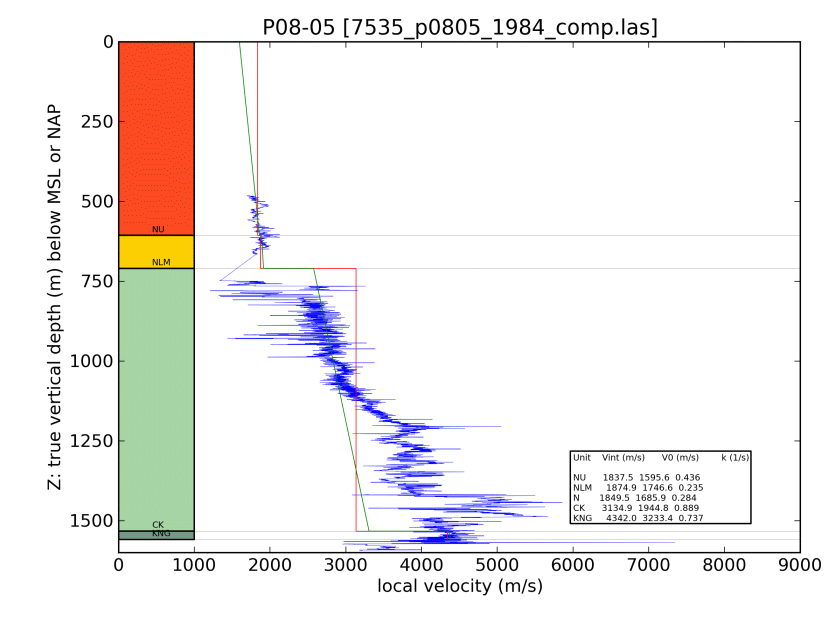 P08-05 [7535_p0805_1984_comp.las]
Z: true vertical depth (m) below MSL or NAP
0
250
500
750
1000
1250
1500
NU
NLM
CK
KNG
Unit Vint (m/s) V0 (m/s) k (1/s)
NU 1837.5 1595.6 0.436
NLM 1874.9 1746.6 0.235
N 1849.5 1685.9 0.284
CK 3134.9 1944.8 0.889
KNG 4342.0 3233.4 0.737
0 1000 2000 3000 4000 5000 6000 7000 8000 9000
local velocity (m/s)